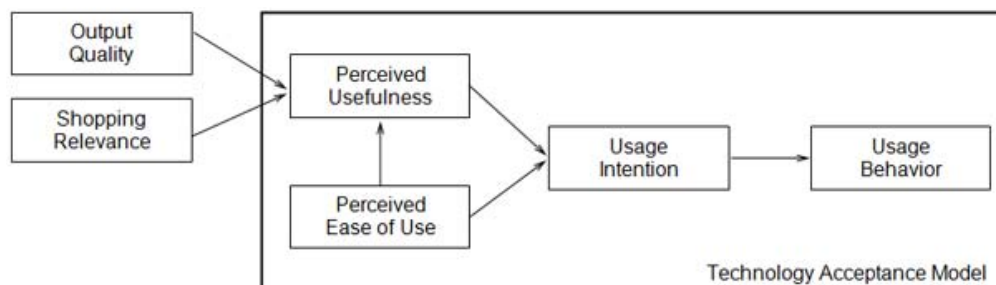 Output
Quality
Shopping
Relevance
Perceived
Usefulness
Perceived
Ease of Use
Usage
Intention
Usage
Behavior
Technology Acceptance Model